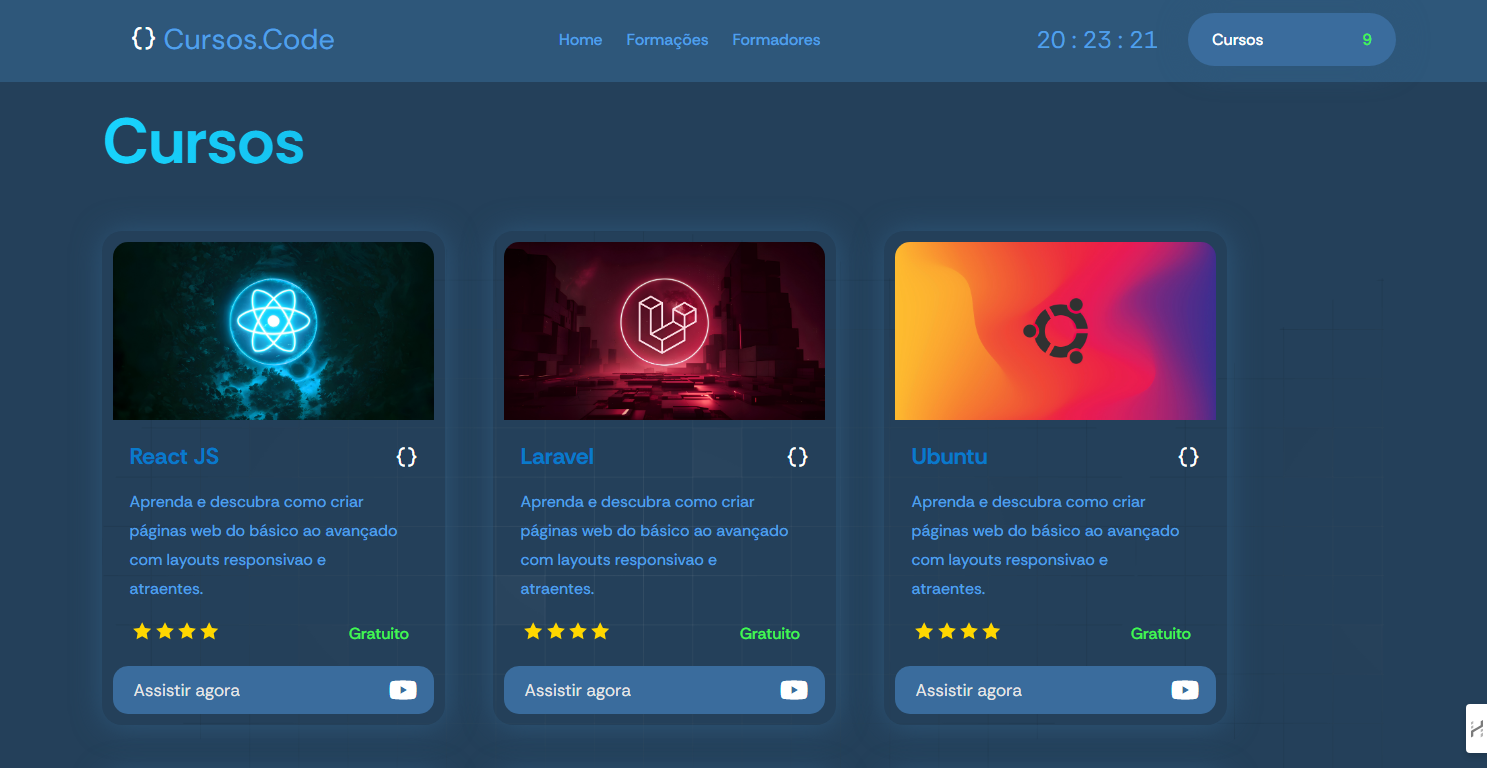 {} Cursos.Code
Home Formações Formadores
20 : 23 : 21
Cursos 9
Cursos
React JS {}
Aprenda e descubra como criar
páginas web do básico ao avançado
com layouts responsivao e
atraentes.
Gratuito
Assistir agora
Laravel {}
Aprenda e descubra como criar
páginas web do básico ao avançado
com layouts responsivao e
atraentes.
Gratuito
Assistir agora
Ubuntu {}
Aprenda e descubra como criar
páginas web do básico ao avançado
com layouts responsivao e
atraentes.
Gratuito
Assistir agora